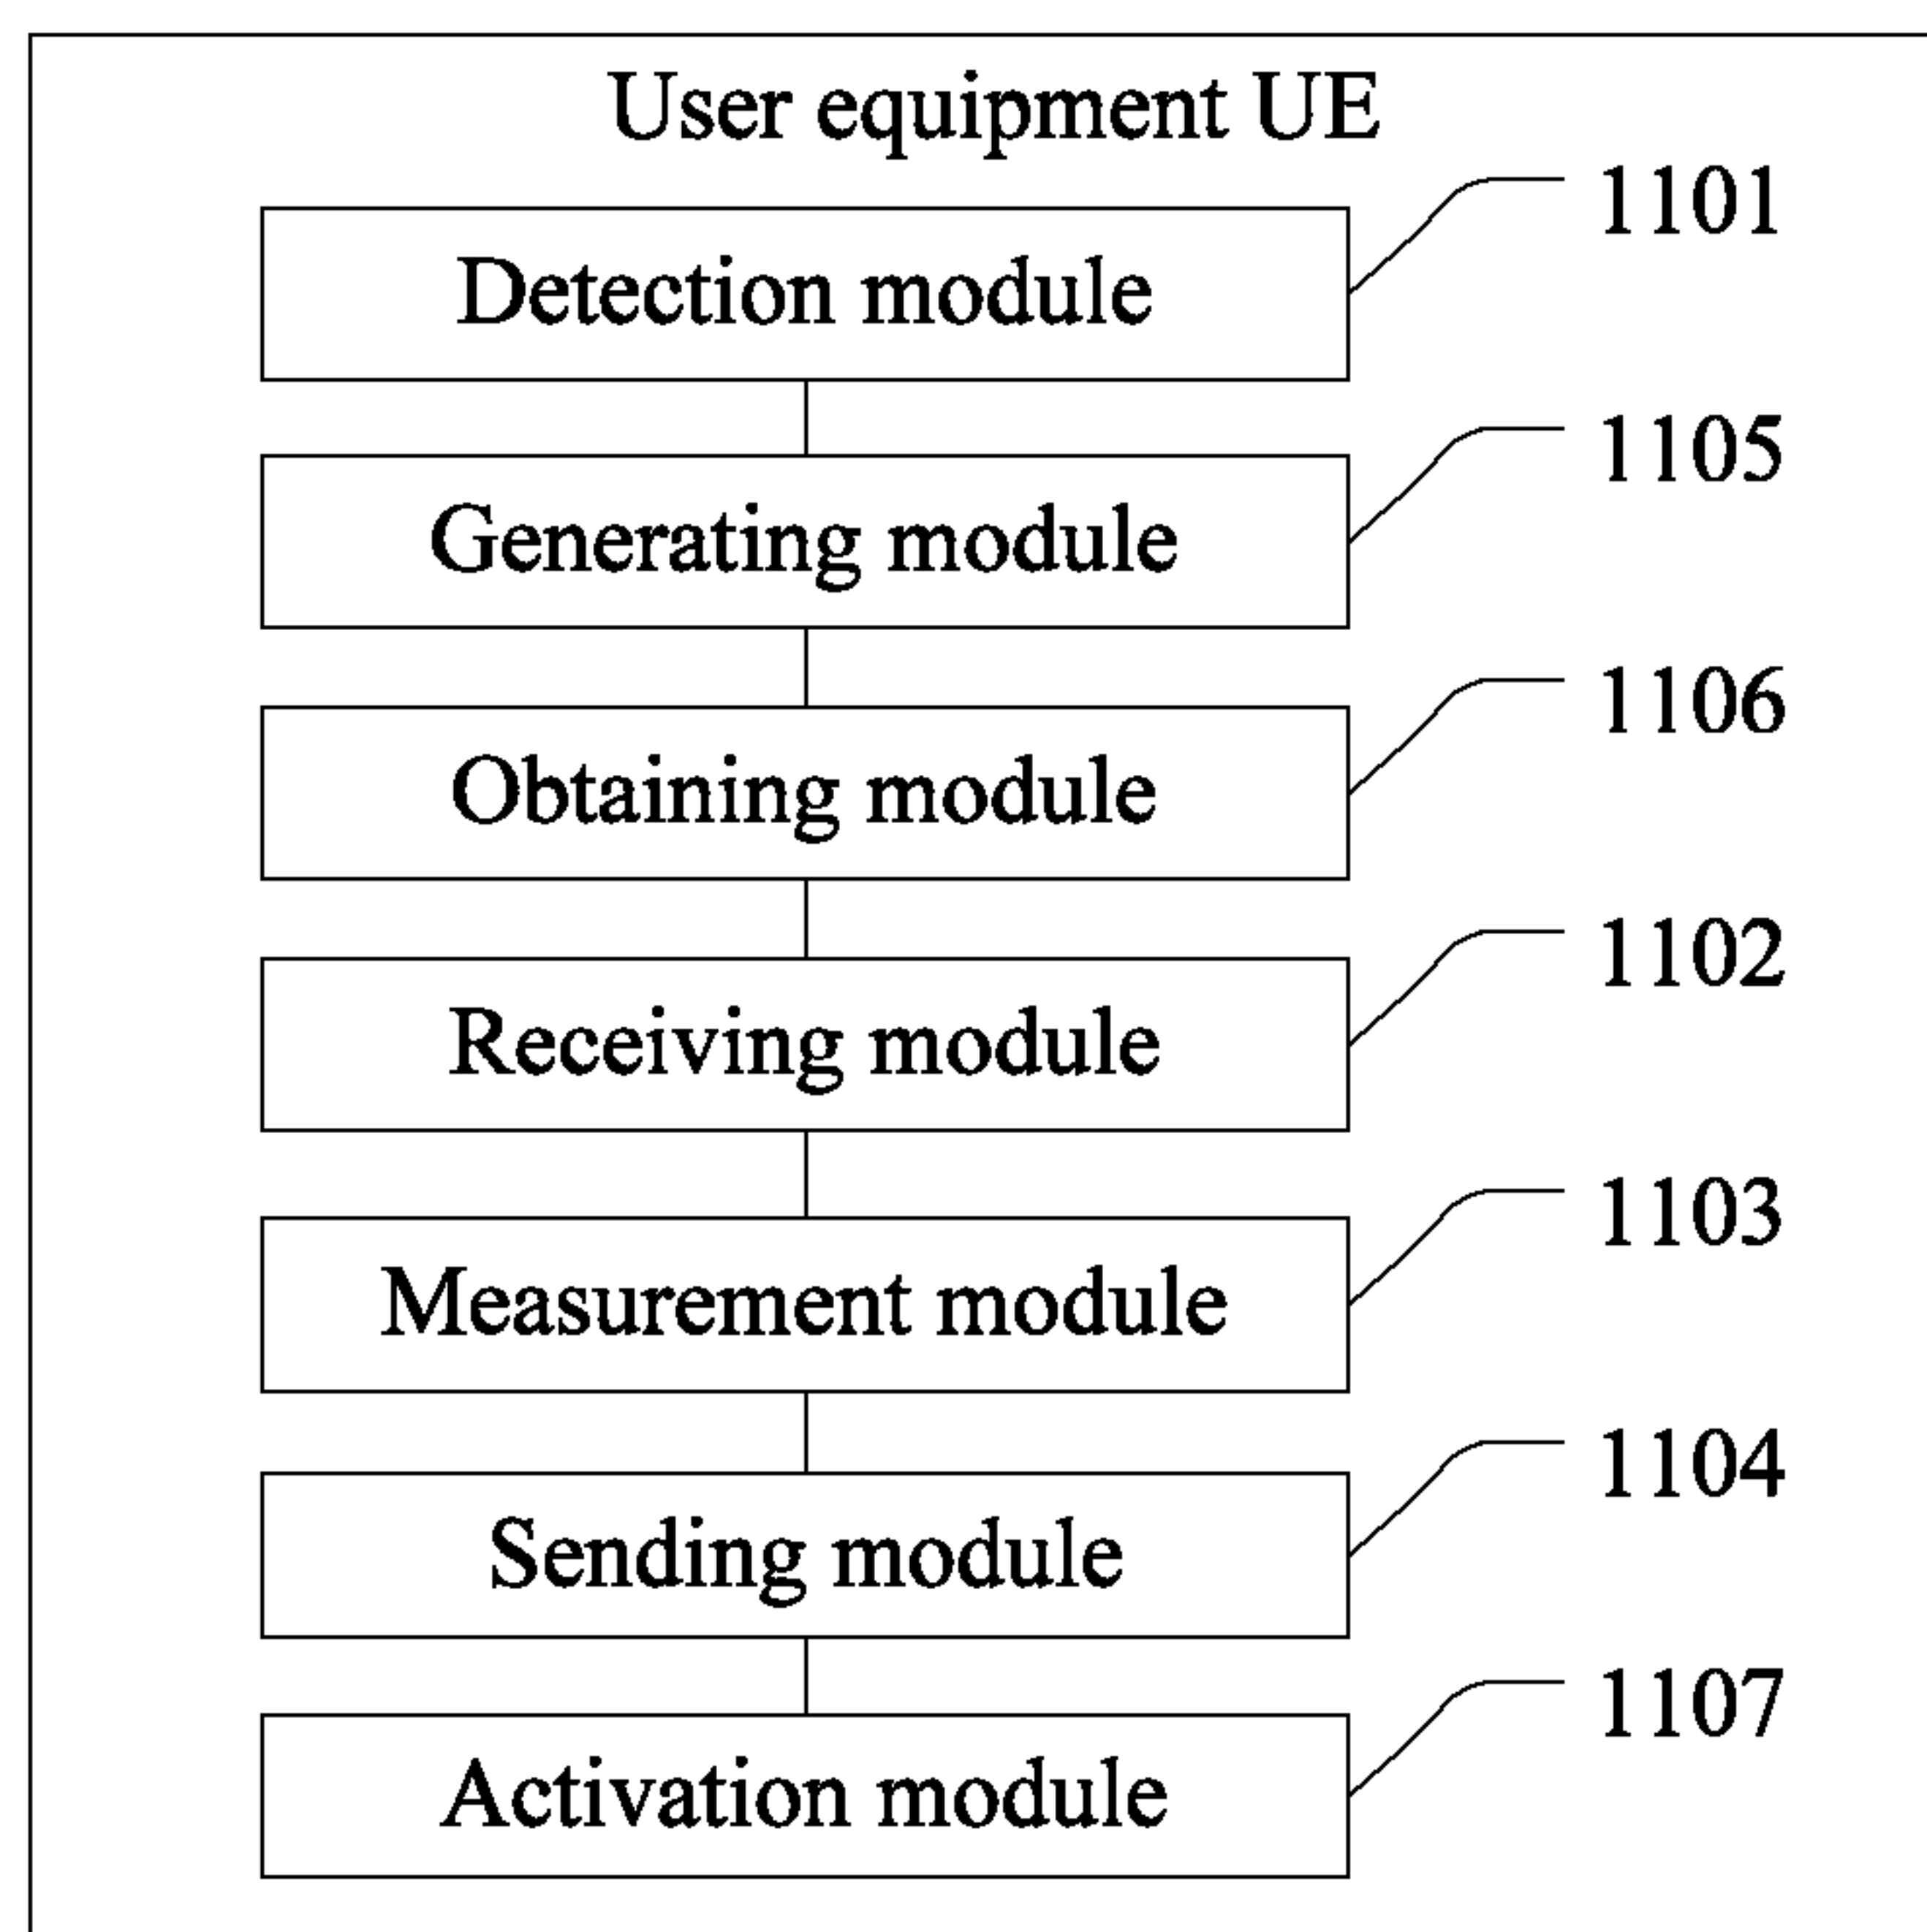 User equipment UE
1101
Detection module
1105
Generating module
1106
Obtaining module
1102
Receiving module
1103
Measurement module
1104
Sending module
1107
Activation module